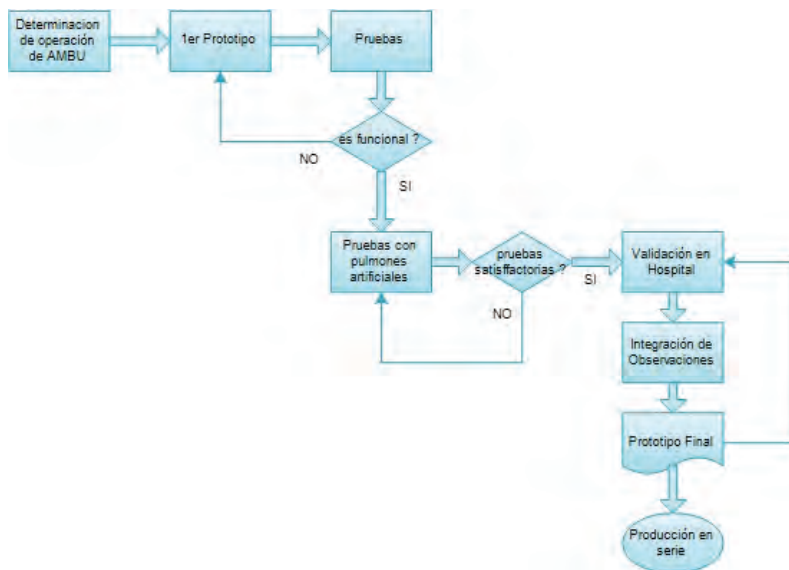 Determinacion
de operación
de AMBU
1er Prototipo
Pruebas
es funcional ?
NO
SI
Pruebas con
pulmones
artificiales
pruebas
satisffactorias ?
SI
NO
Validación en
Hospital
Integración de
Observaciones
Prototipo Final
Producción en
serie